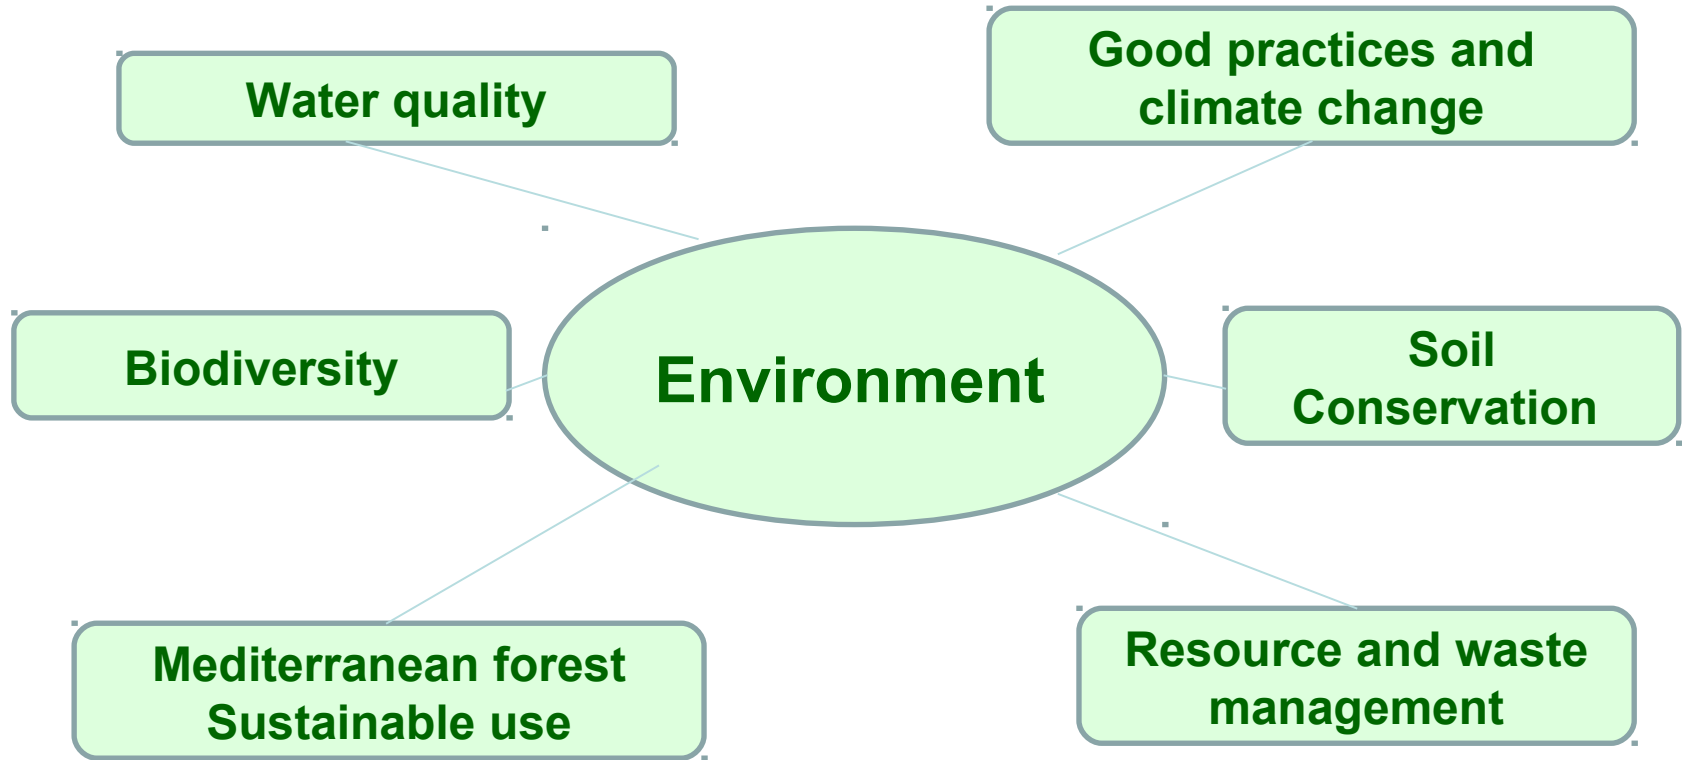 Water quality
Good practices and
climate change
Biodiversity
Environment
Soil
Conservation
Mediterranean forest
Sustainable use
Resource and waste
management